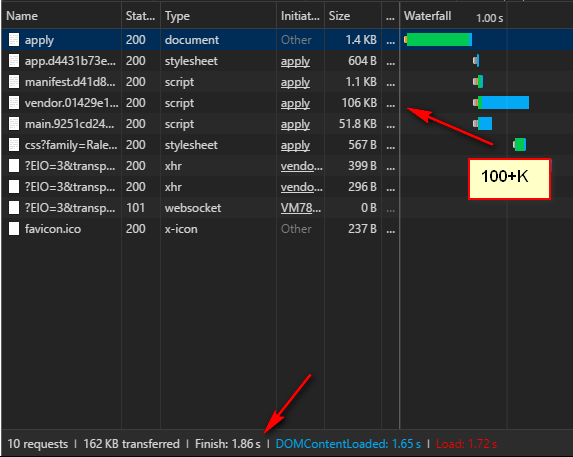 Name Stat... Type Initiat... Size ... Waterfall 1.00 s
apply 200 document Other 1.4 KB ...
app.d4431b73e... 200 stylesheet apply 604 B ...
manifest.d41d8... 200 script apply 1.1 KB ...
vendor.01429e1... 200 script apply 106 KB ...
main.9251cd24... 200 script apply 51.8 KB ...
css?family=Rale... 200 stylesheet apply 567 B ...
?EIO=3&transp... 200 xhr vendo... 399 B ...
?EIO=3&transp... 200 xhr vendo... 296 B ...
?EIO=3&transp... 101 websocket VM78... 0 B ...
favicon.ico 200 x-icon Other 237 B ...
100+K
10 requests | 162 KB transferred | Finish: 1.86 s | DOMContentLoaded: 1.65 s | Load: 1.72 s